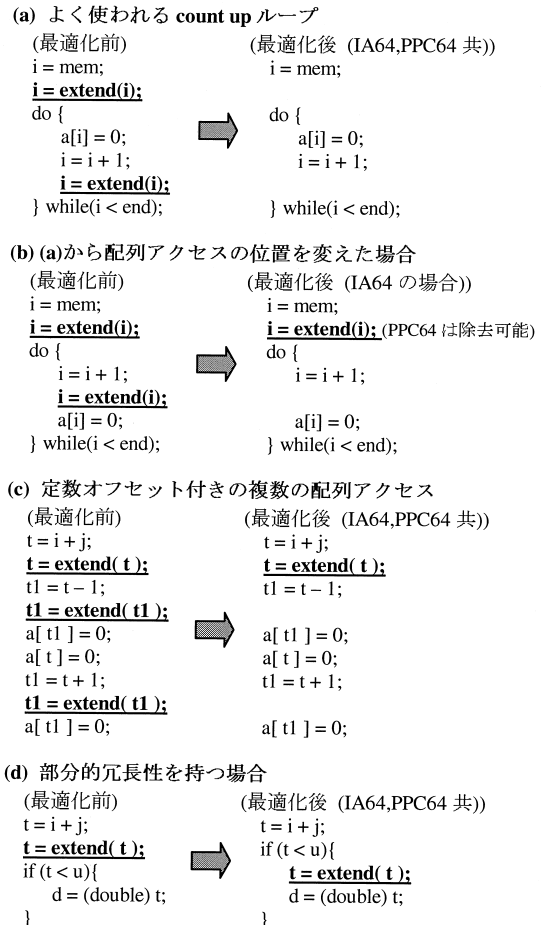 (a) よく使われる count up ループ
(最適化前)
i = mem;
i = extend(i);
do {
a[i] = 0;
i = i + 1;
i = extend(i);
} while(i < end);
(最適化後 (IA64,PPC64 共))
i = mem;
do {
a[i] = 0;
i = i + 1;
} while(i < end);
(b) (a)から配列アクセスの位置を変えた場合
(最適化前)
i = mem;
i = extend(i);
do {
i = i + 1;
i = extend(i);
a[i] = 0;
} while(i < end);
(最適化後 (IA64 の場合))
i = mem;
i = extend(i); (PPC64 は除去可能)
do {
i = i + 1;
a[i] = 0;
} while(i < end);
(c) 定数オフセット付きの複数の配列アクセス
(最適化前)
t = i + j;
t = extend( t );
t1 = t – 1;
t1 = extend( t1 );
a[ t1 ] = 0;
a[ t ] = 0;
t1 = t + 1;
t1 = extend( t1 );
a[ t1 ] = 0;
(最適化後 (IA64,PPC64 共))
t = i + j;
t = extend( t );
t1 = t – 1;
a[ t1 ] = 0;
a[ t ] = 0;
t1 = t + 1;
a[ t1 ] = 0;
(d) 部分的冗長性を持つ場合
(最適化前)
t = i + j;
t = extend( t );
if (t < u){
d = (double) t;
}
(最適化後 (IA64,PPC64 共))
t = i + j;
if (t < u){
t = extend( t );
d = (double) t;
}